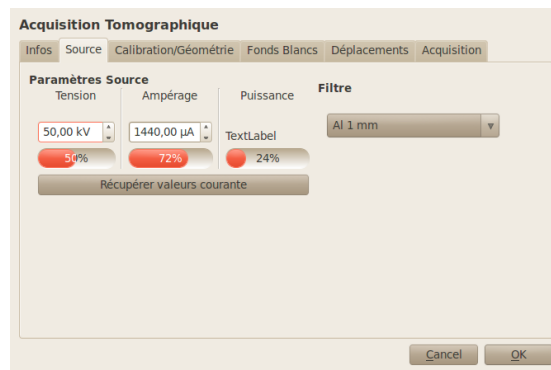 Acquisition Tomographique
Infos Source Calibration/Géométrie Fonds Blancs Déplacements Acquisition
Paramètres Source
Filtre
Tension Ampérage Puissance
50,00 kV 1440,00 µA TextLabel
Al 1 mm
50% 72% 24%
Récupérer valeurs courante
Cancel OK